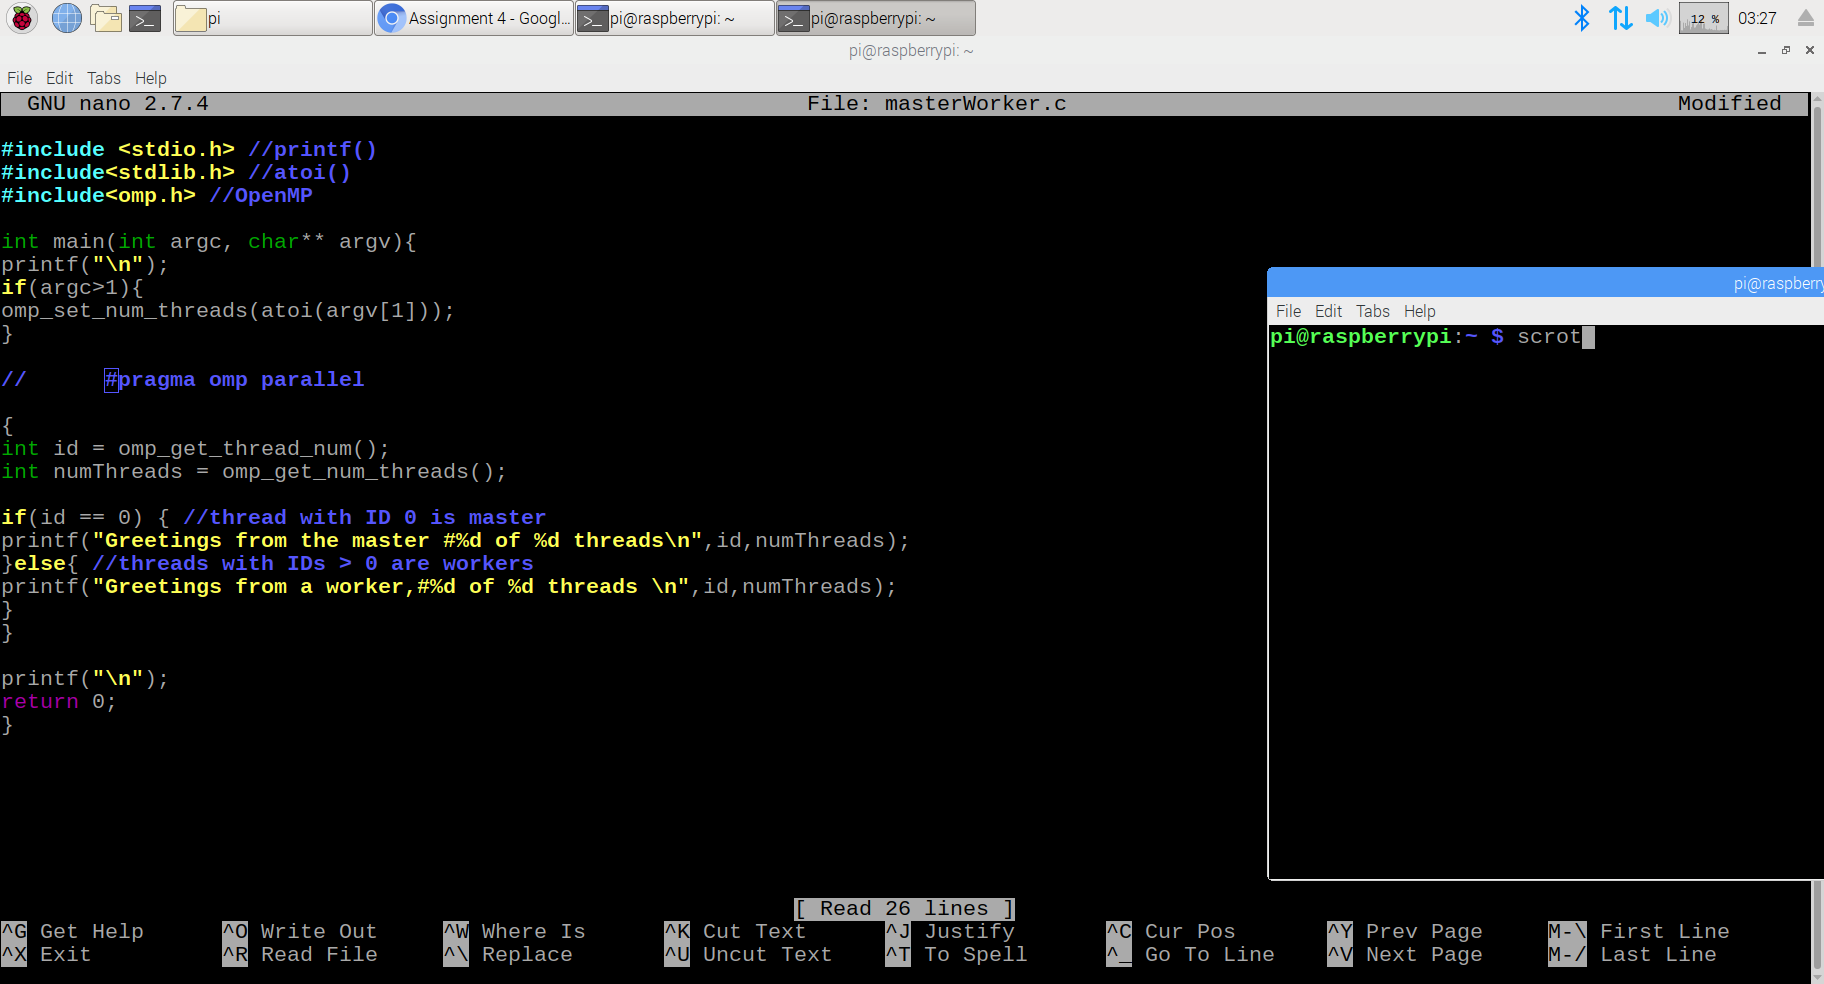 pi
Assignment 4 - Googl...
pi@raspberrypi: ~
pi@raspberrypi: ~
12 %
03:27
pi@raspberrypi: ~
File Edit Tabs Help
GNU nano 2.7.4 File: masterWorker.c Modified
#include <stdio.h> //printf()
#include<stdlib.h> //atoi()
#include<omp.h> //OpenMP
int main(int argc, char** argv){
printf("\n");
if(argc>1){
omp_set_num_threads(atoi(argv[1]));
}
// #pragma omp parallel
{
int id = omp_get_thread_num();
int numThreads = omp_get_num_threads();
if(id == 0) { //thread with ID 0 is master
printf("Greetings from the master #%d of %d threads\n",id,numThreads);
}else{ //threads with IDs > 0 are workers
printf("Greetings from a worker,#%d of %d threads \n",id,numThreads);
}
}
printf("\n");
return 0;
}
pi@raspberry
File Edit Tabs Help
pi@raspberrypi:~ $ scrot
[ Read 26 lines ]
^G Get Help ^O Write Out ^W Where Is ^K Cut Text ^J Justify ^C Cur Pos ^Y Prev Page M-\ First Line
^X Exit ^R Read File ^\ Replace ^U Uncut Text ^T To Spell ^_ Go To Line ^V Next Page M-/ Last Line